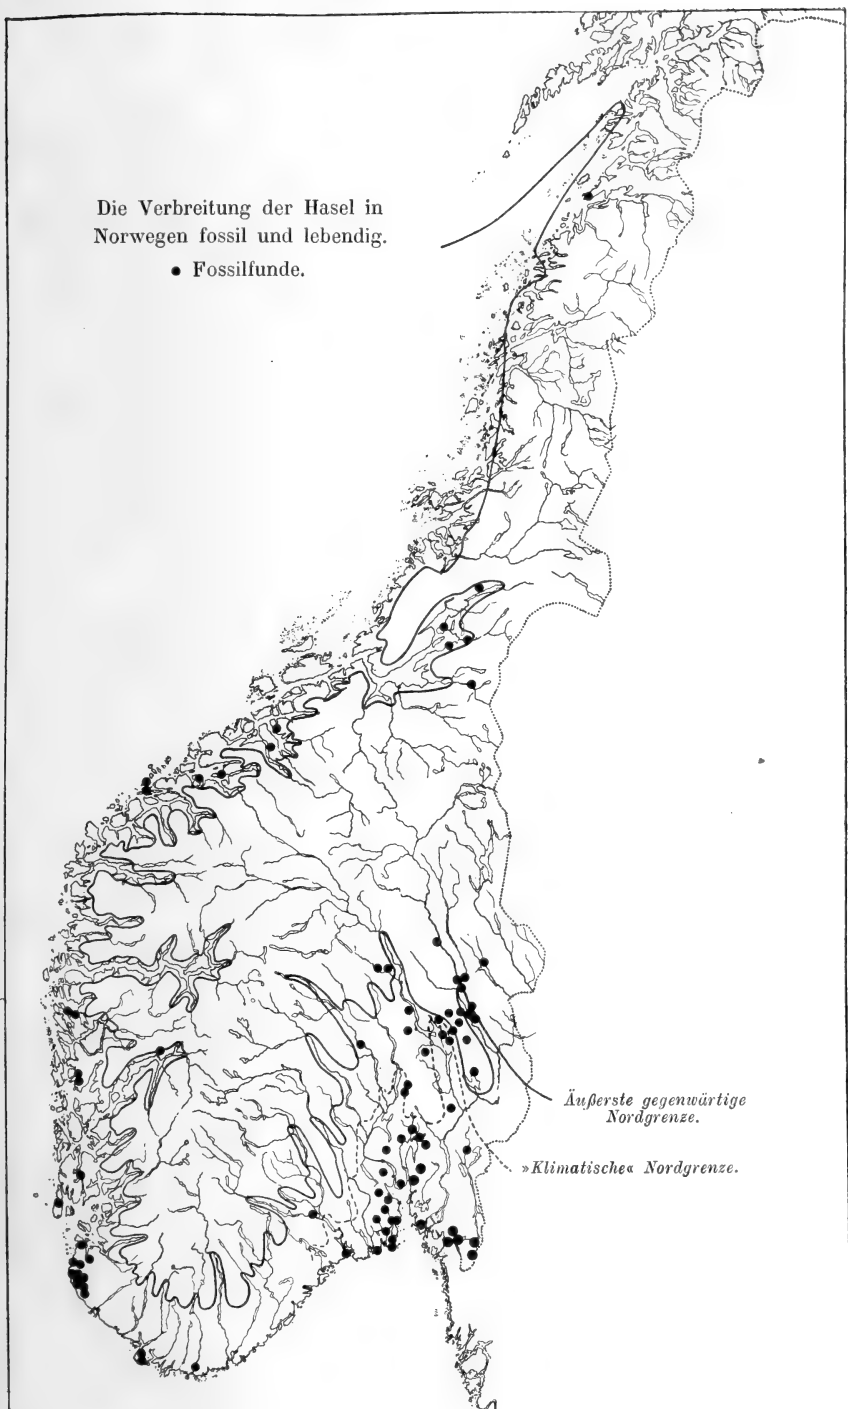 Die Verbreitung der Hasel in
Norwegen fossil und lebendig.
● Fossilfunde.
Äußerste gegenwärtige
Nordgrenze.
»Klimatische« Nordgrenze.